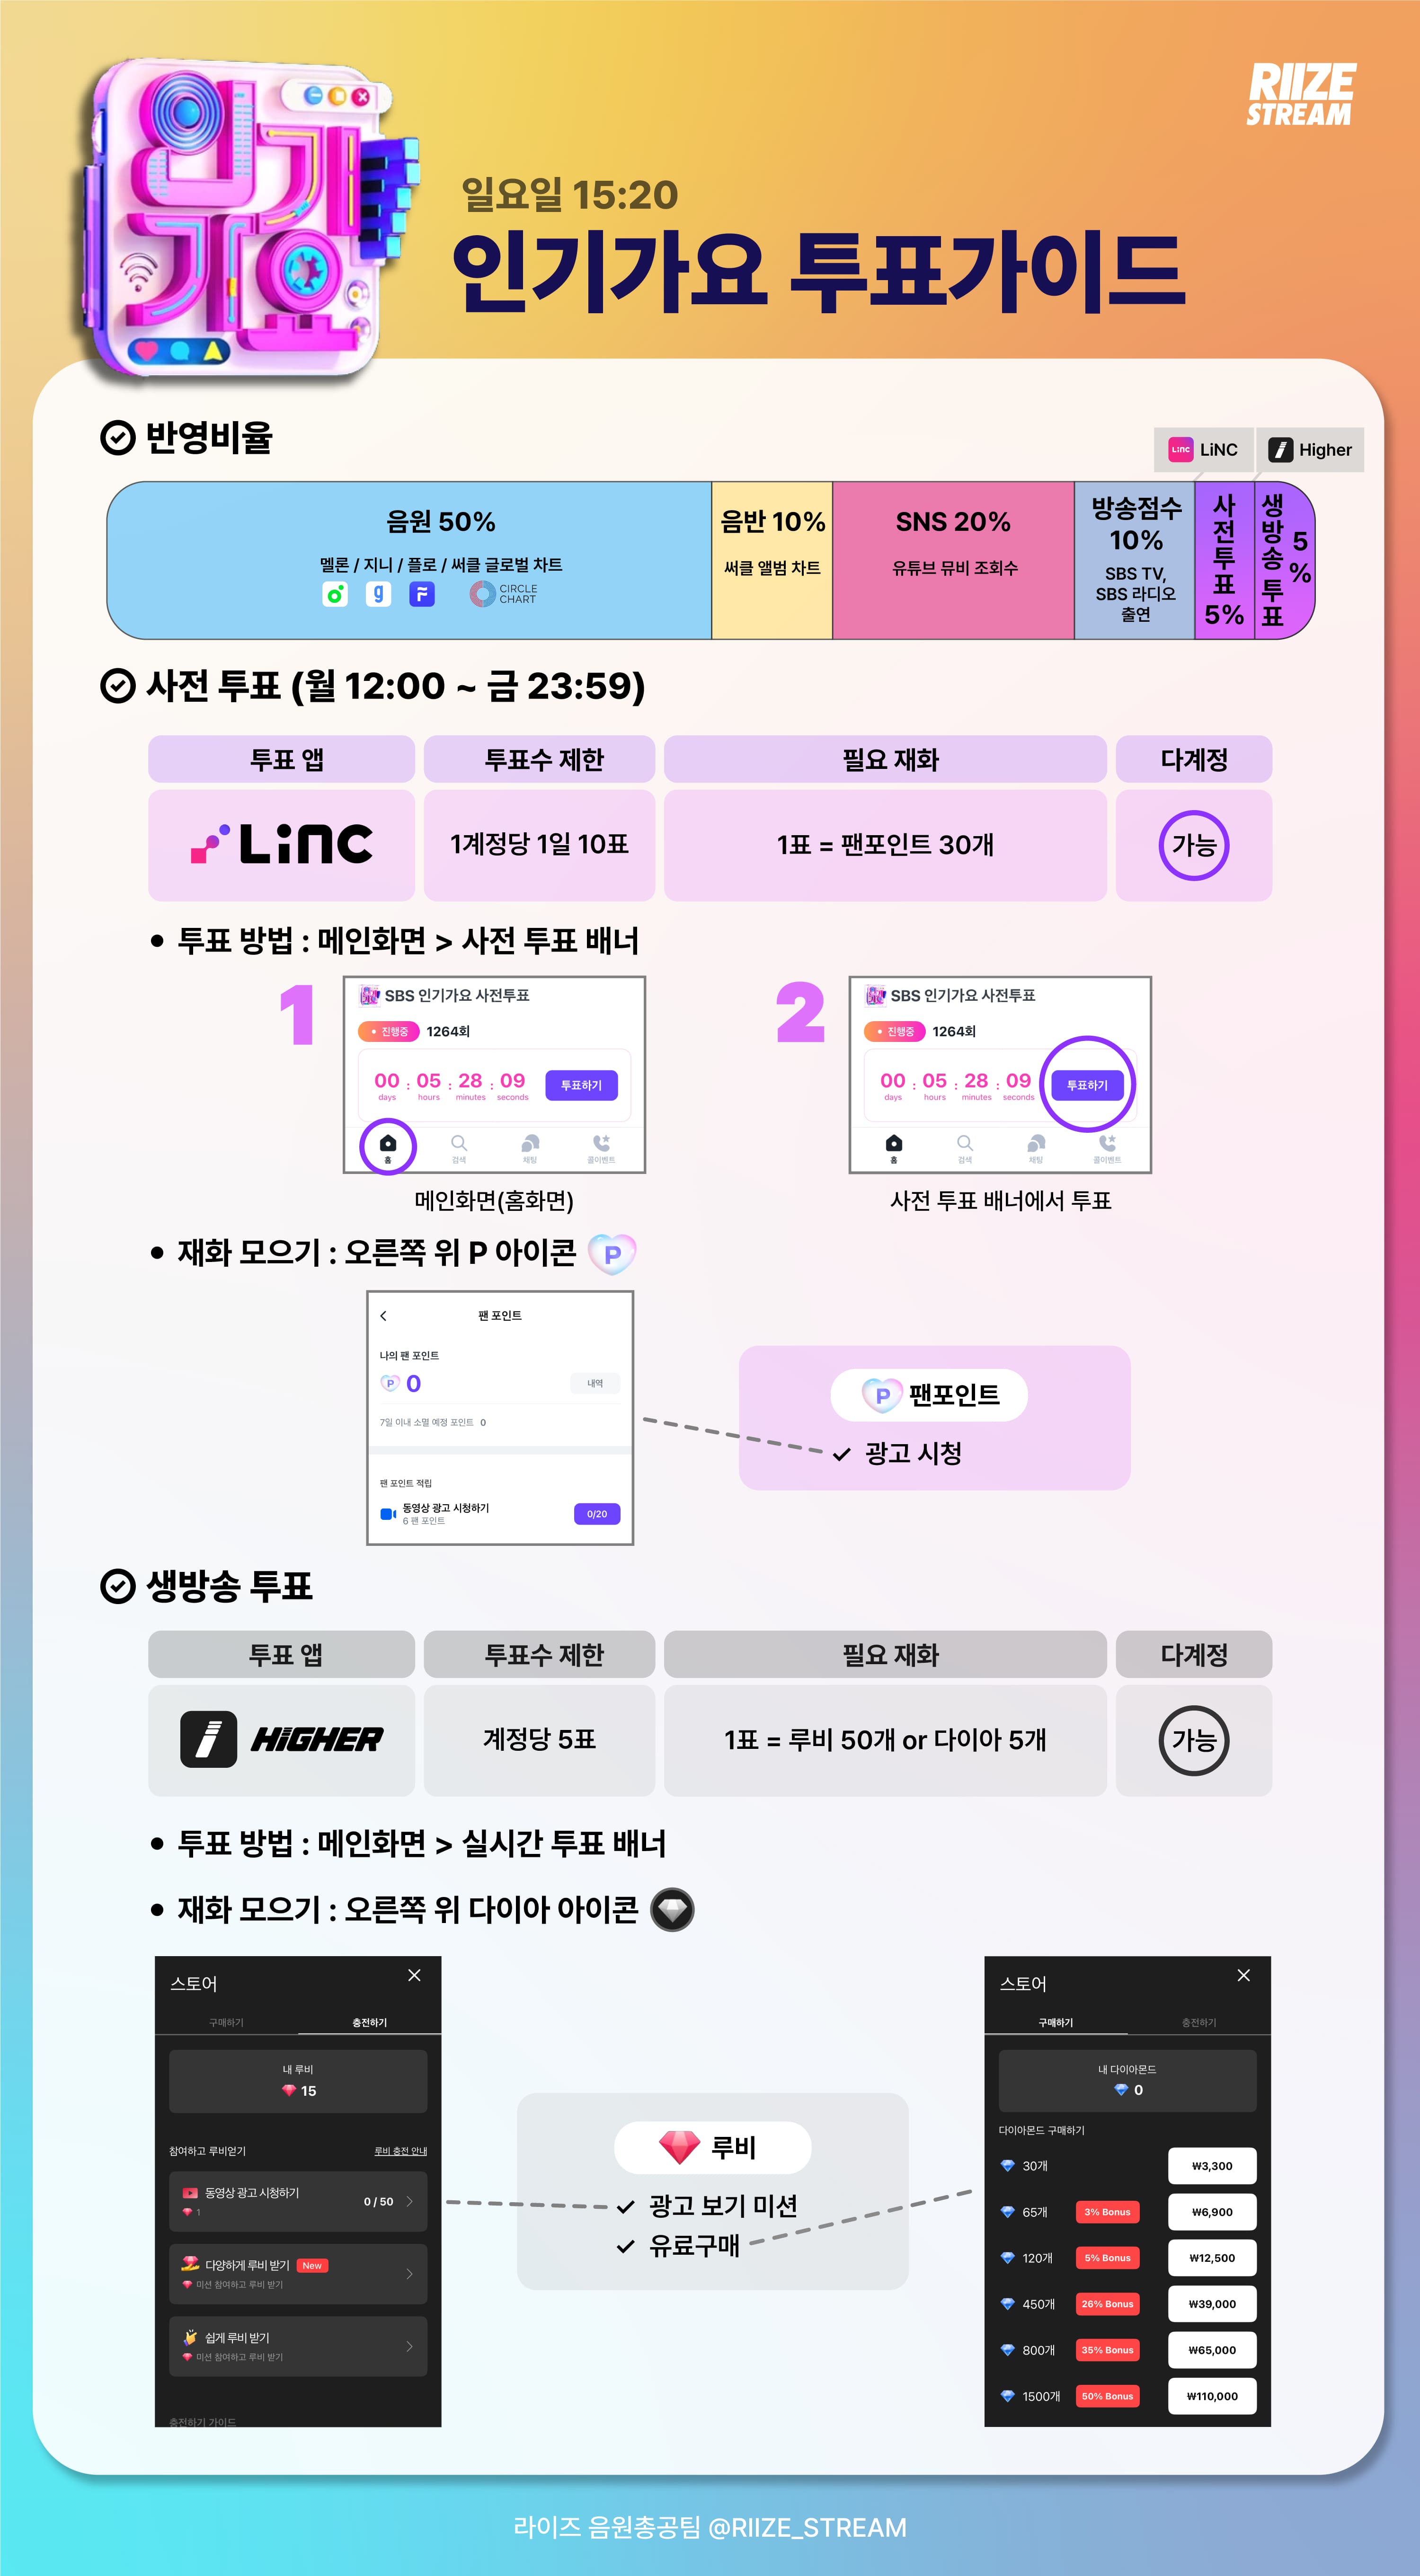 RIIZE
STREAM
인기
가요
일요일 15:20
인기가요 투표가이드
반영비율
LiNC
LiNC
Higher
음원 50%
멜론 / 지니 / 플로 / 써클 글로벌 차트
CIRCLE
CHART
음반 10%
써클 앨범 차트
SNS 20%
유튜브 뮤비 조회수
방송점수
10%
SBS TV,
SBS 라디오
출연
사전투표
5%
생방송 투표
5%
사전 투표 (월 12:00 ~ 금 23:59)
투표 앱
투표수 제한
필요 재화
다계정
LiNC
1계정당 1일 10표
1표 = 팬포인트 30개
가능
• 투표 방법 : 메인화면 > 사전 투표 배너
1
SBS 인기가요 사전투표
진행중 1264회
00 : 05 : 28 : 09
days hours minutes seconds
투표하기
홈 검색 채팅 콜이벤트
메인화면(홈화면)
2
SBS 인기가요 사전투표
진행중 1264회
00 : 05 : 28 : 09
days hours minutes seconds
투표하기
홈 검색 채팅 콜이벤트
사전 투표 배너에서 투표
• 재화 모으기 : 오른쪽 위 P 아이콘 P
팬 포인트
나의 팬 포인트
P 0
내역
7일 이내 소멸 예정 포인트 0
팬 포인트 적립
동영상 광고 시청하기
6 팬 포인트
0/20
P 팬포인트
광고 시청
생방송 투표
투표 앱
투표수 제한
필요 재화
다계정
HiGHER
계정당 5표
1표 = 루비 50개 or 다이아 5개
가능
• 투표 방법 : 메인화면 > 실시간 투표 배너
• 재화 모으기 : 오른쪽 위 다이아 아이콘
스토어
구매하기 충전하기
내 루비
15
참여하고 루비얻기
루비 충전 안내
동영상 광고 시청하기
1
0 / 50
다양하게 루비 받기 New
미션 참여하고 루비 받기
쉽게 루비 받기
미션 참여하고 루비 받기
충전하기 가이드
루비
광고 보기 미션
유료구매
스토어
구매하기 충전하기
내 다이아몬드
0
다이아몬드 구매하기
30개 ₩3,300
65개 3% Bonus ₩6,900
120개 5% Bonus ₩12,500
450개 26% Bonus ₩39,000
800개 35% Bonus ₩65,000
1500개 50% Bonus ₩110,000
라이즈 음원총공팀 @RIIZE_STREAM